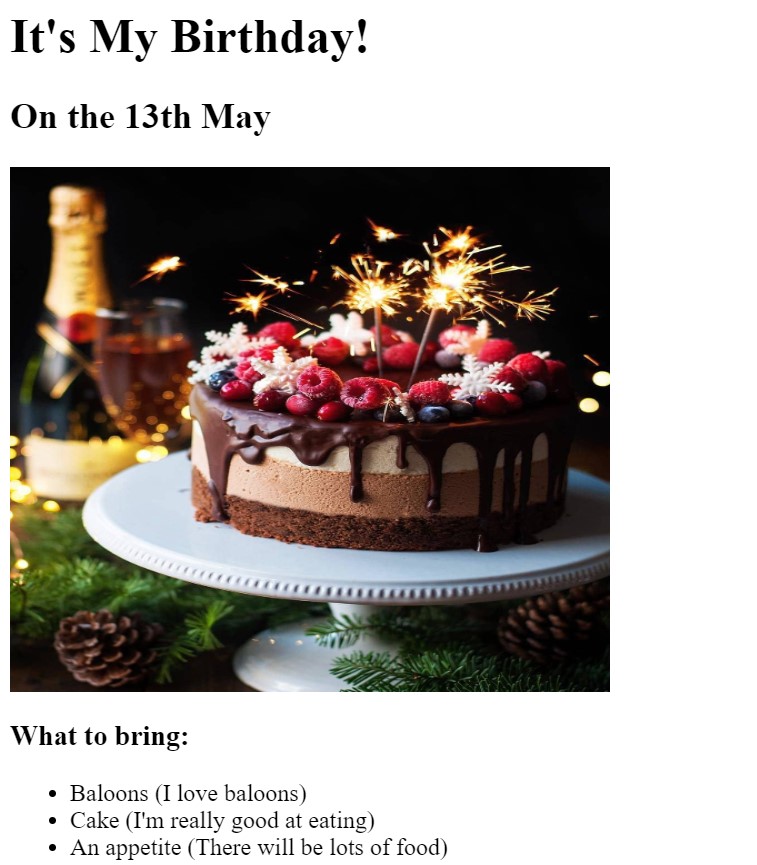 It's My Birthday!
On the 13th May
What to bring:
Baloons (I love baloons)
Cake (I'm really good at eating)
An appetite (There will be lots of food)